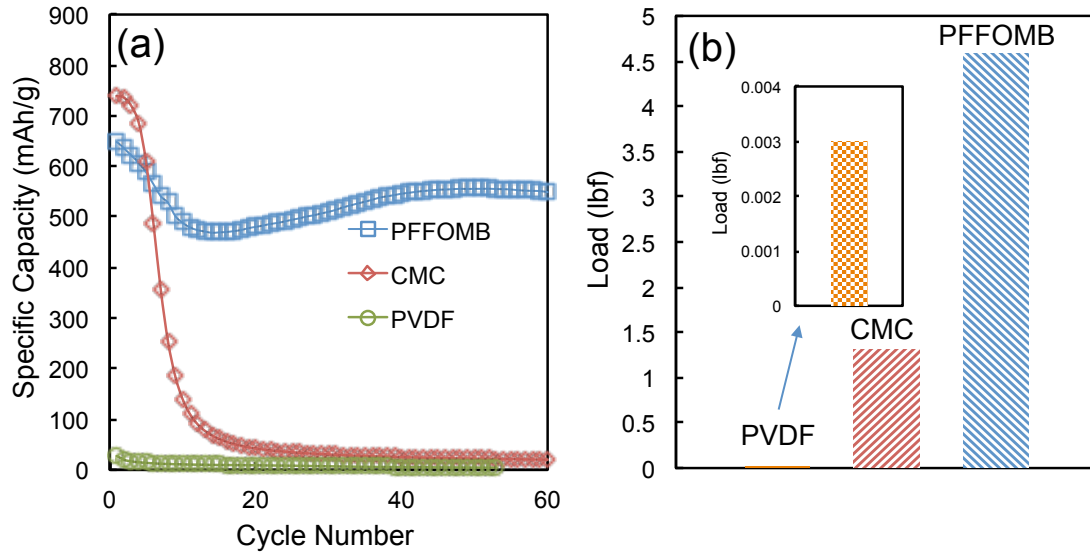 (a)
Specific Capacity (mAh/g)
900
800
700
600
500
400
300
200
100
0
0
20
40
60
Cycle Number
PFFOMB
CMC
PVDF
(b)
Load (lbf)
5
4.5
4
3.5
3
2.5
2
1.5
1
0.5
0
PFFOMB
CMC
PVDF
Load (lbf)
0.004
0.003
0.002
0.001
0